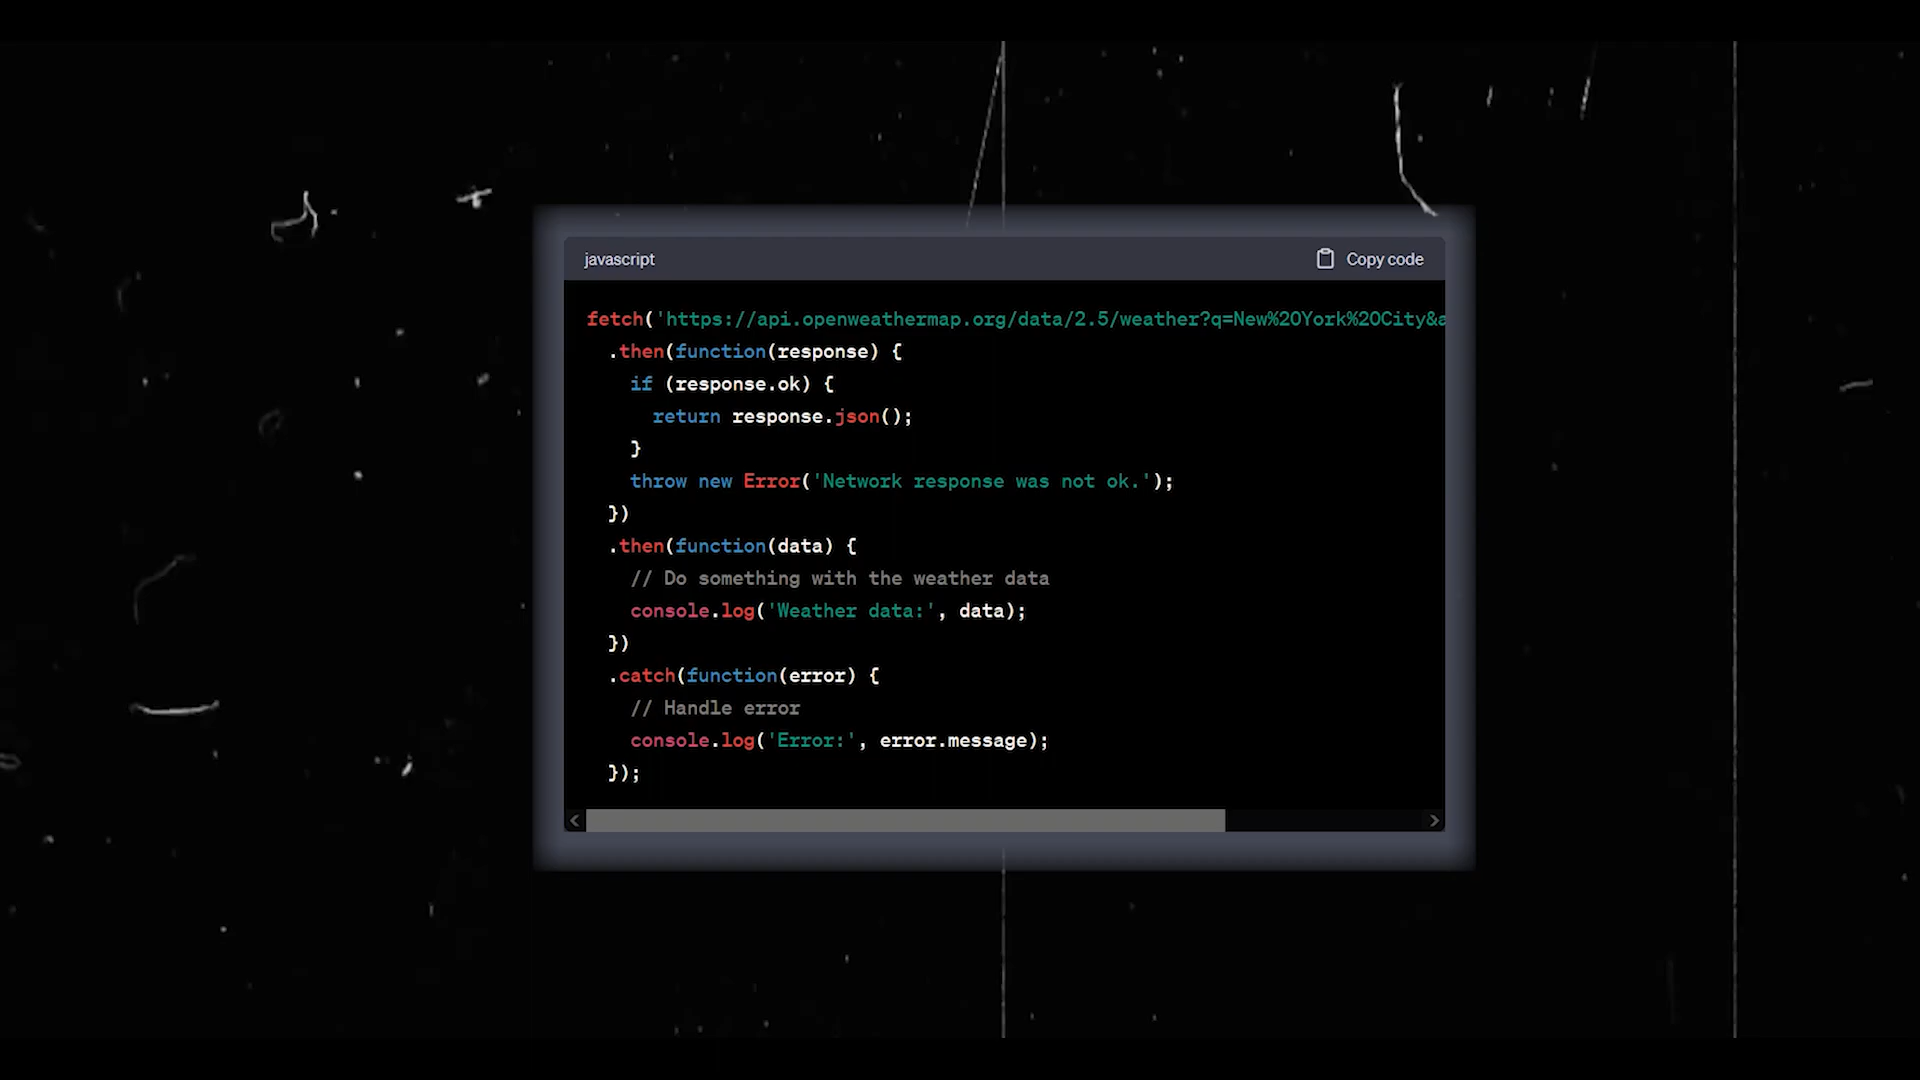 javascript
Copy code
fetch('https://api.openweathermap.org/data/2.5/weather?q=New%20York%20City&a
.then(function(response) {
if (response.ok) {
return response.json();
}
throw new Error('Network response was not ok.');
})
.then(function(data) {
// Do something with the weather data
console.log('Weather data:', data);
})
.catch(function(error) {
// Handle error
console.log('Error:', error.message);
});